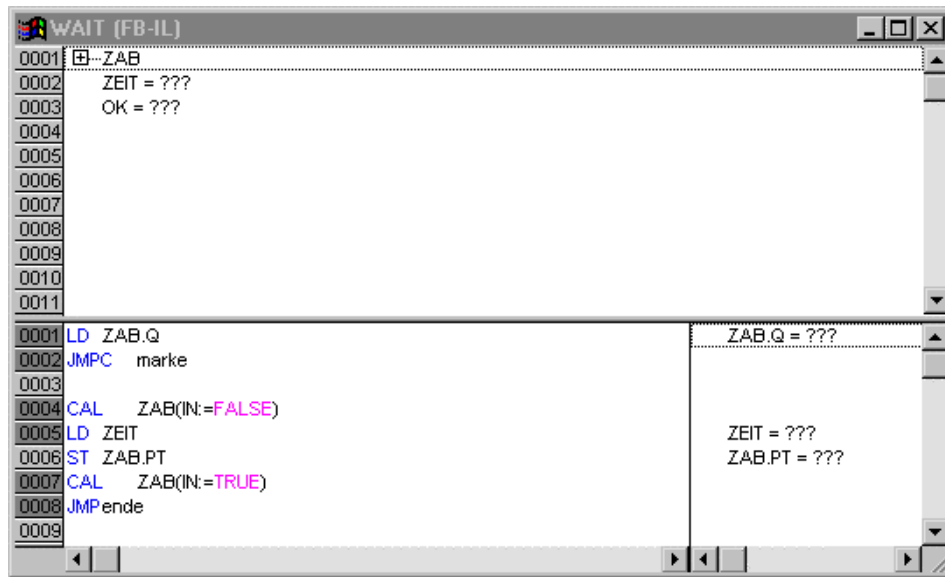 WAIT (FB-IL)
0001 ZAB
0002 ZEIT = ???
0003 OK = ???
0004
0005
0006
0007
0008
0009
0010
0011
0001 LD ZAB.Q ZAB.Q = ???
0002 JMPC marke
0003
0004 CAL ZAB(IN:=FALSE)
0005 LD ZEIT ZEIT = ???
0006 ST ZAB.PT ZAB.PT = ???
0007 CAL ZAB(IN:=TRUE)
0008 JMPende
0009